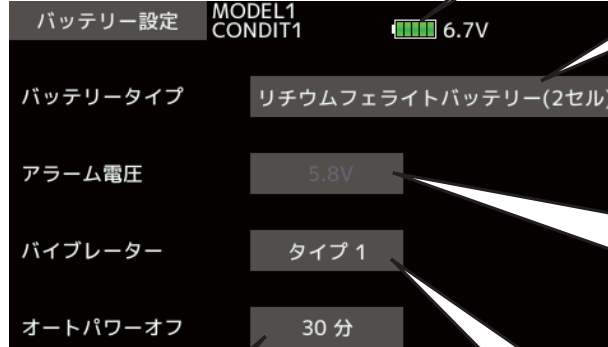 バッテリー設定
MODEL1
CONDIT1
6.7V
バッテリータイプ
リチウムフェライトバッテリー(2セル)
アラーム電圧
5.8V
バイブレーター
タイプ 1
オートパワーオフ
30 分